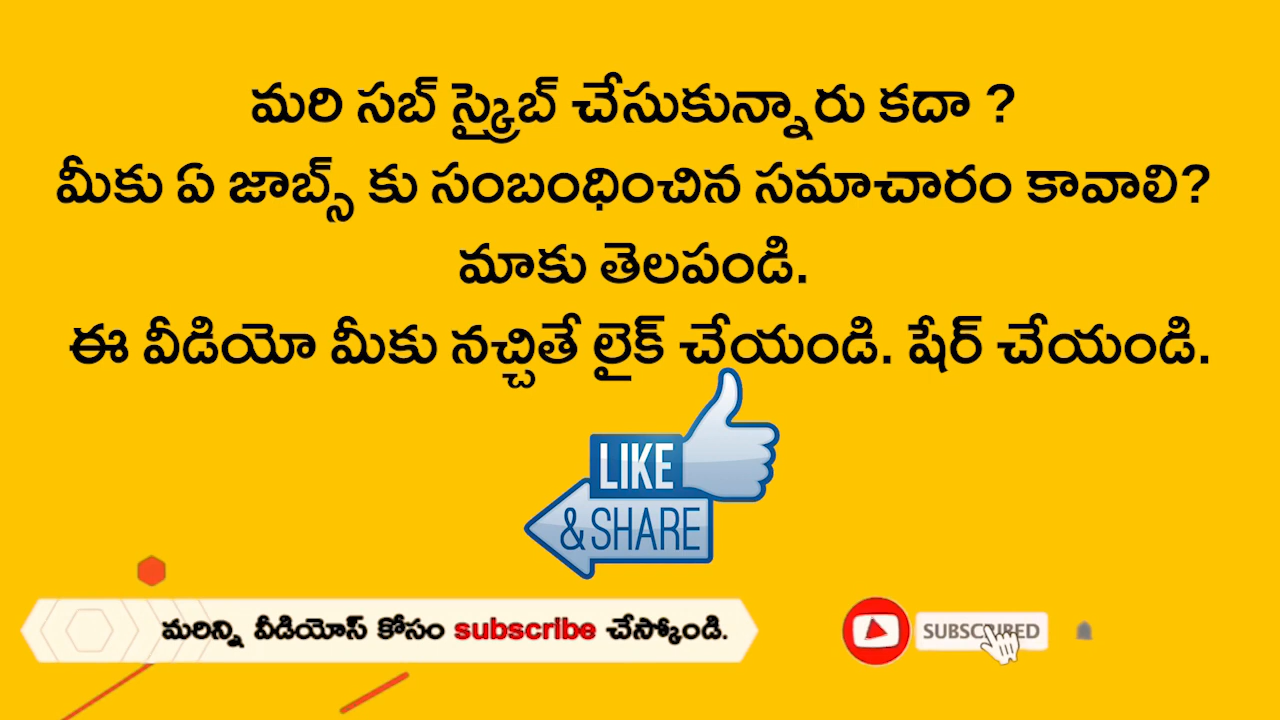 మరి సబ్ స్క్రైబ్ చేసుకున్నారు కదా ?
మీకు ఏ జాబ్స్ కు సంబంధించిన సమాచారం కావాలి?
మాకు తెలపండి.
ఈ వీడియో మీకు నచ్చితే లైక్ చేయండి. షేర్ చేయండి.
LIKE
& SHARE
మరిన్ని వీడియోస్ కోసం subscribe చేస్కోండి.
SUBSCRIBED